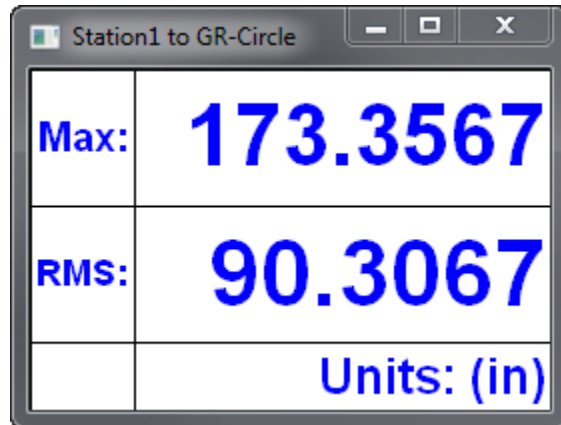 Station1 to GR-Circle
Max: 173.3567
RMS: 90.3067
Units: (in)